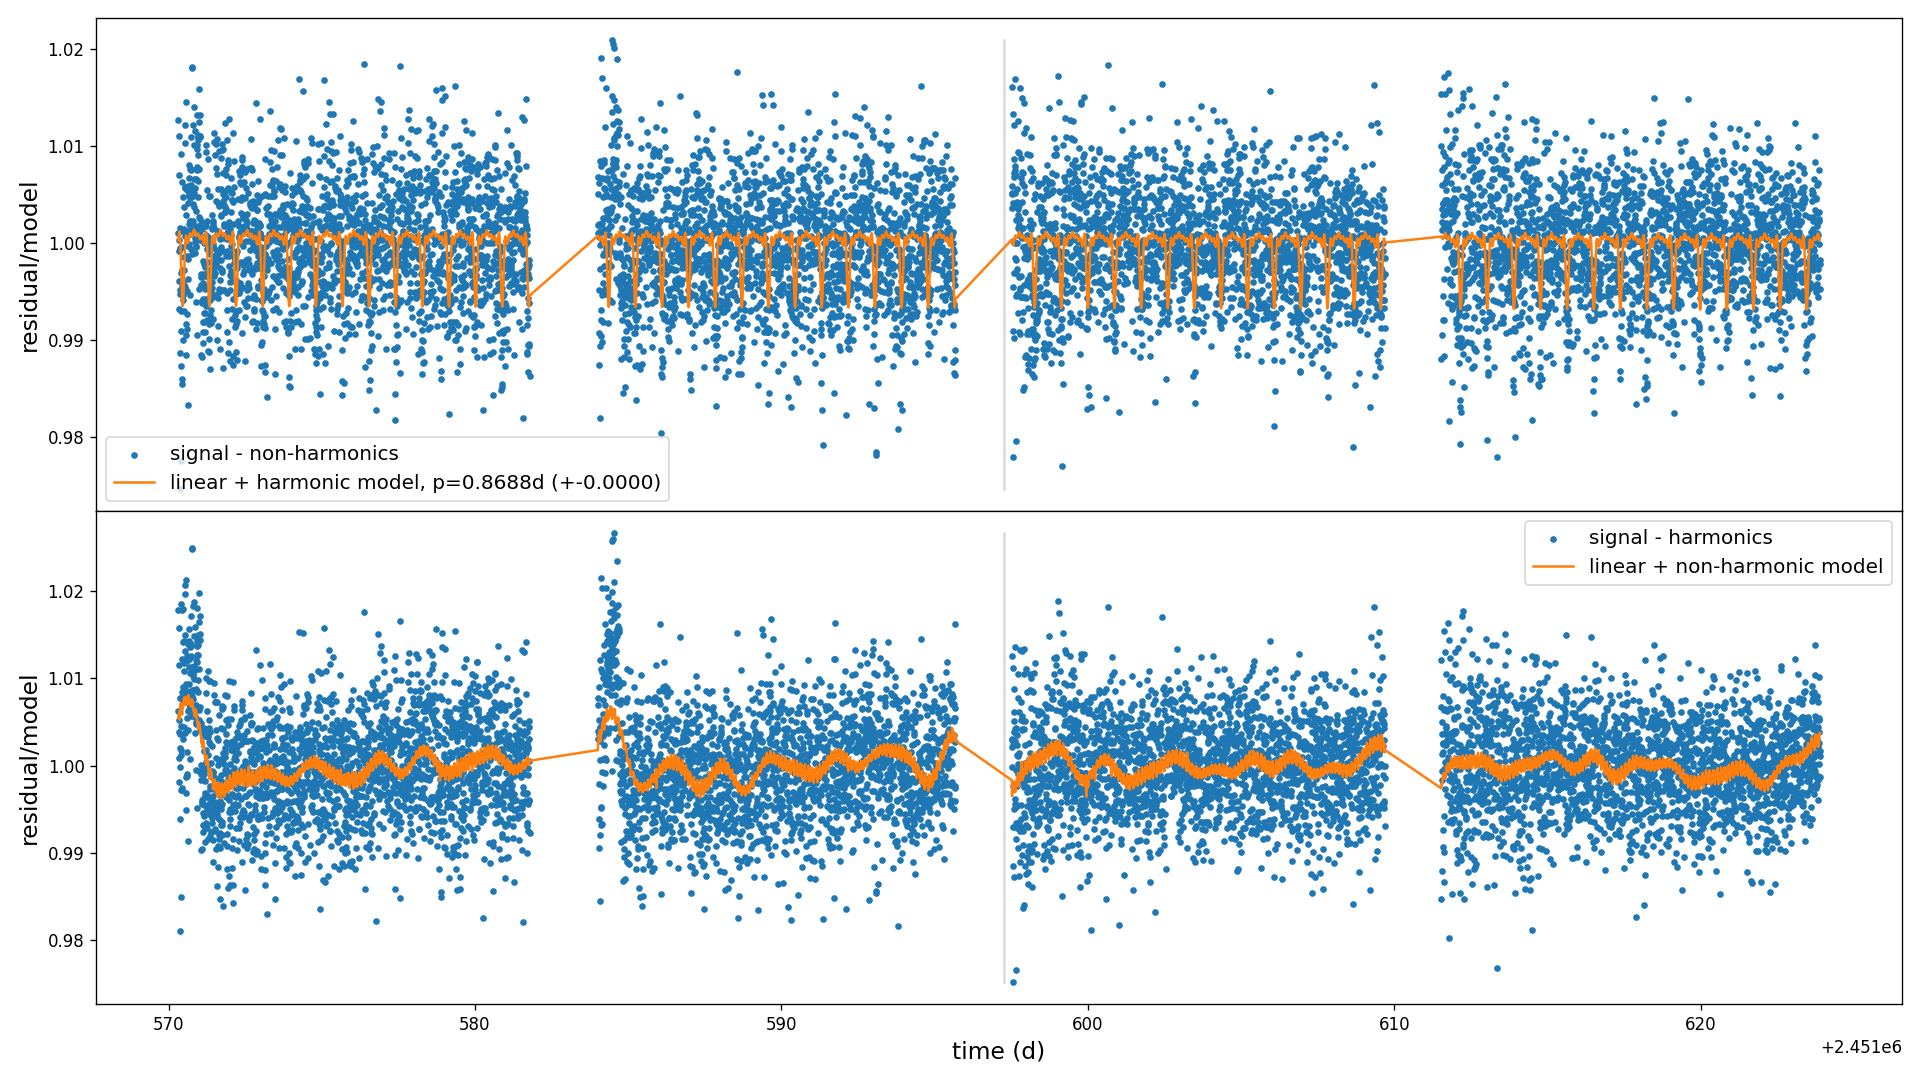 1.02
1.01
1.00
0.99
0.98
residual/model
signal - non-harmonics
linear + harmonic model, p=0.8688d (+-0.0000)
signal - harmonics
linear + non-harmonic model
1.02
1.01
1.00
0.99
0.98
residual/model
570 580 590 600 610 620
time (d)
+2.451e6